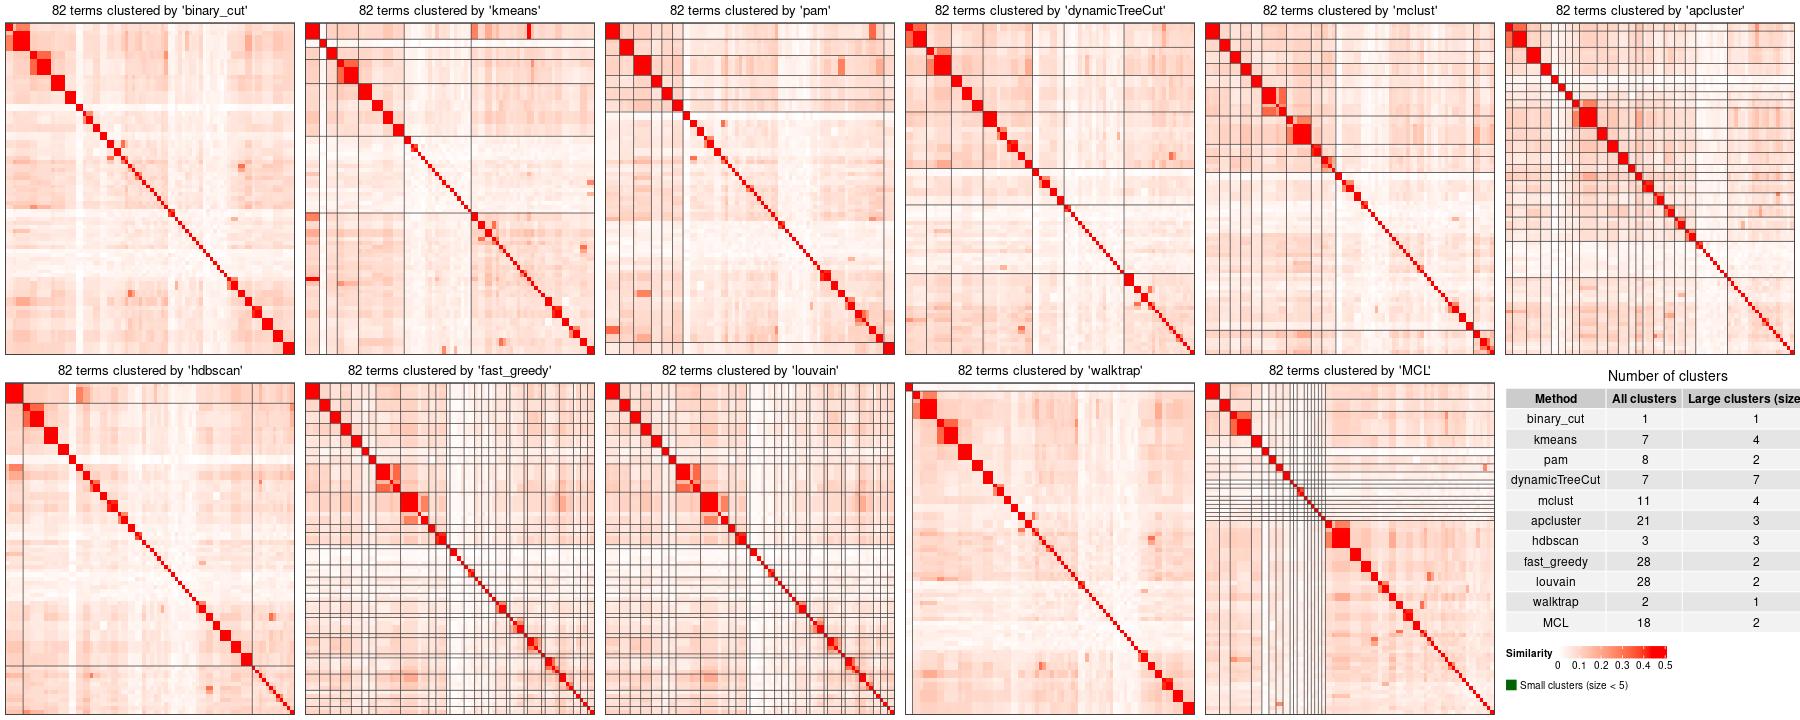 82 terms clustered by 'binary_cut'
82 terms clustered by 'kmeans'
82 terms clustered by 'pam'
82 terms clustered by 'dynamicTreeCut'
82 terms clustered by 'mclust'
82 terms clustered by 'apcluster'
82 terms clustered by 'hdbscan'
82 terms clustered by 'fast_greedy'
82 terms clustered by 'louvain'
82 terms clustered by 'walktrap'
82 terms clustered by 'MCL'
Number of clusters
Method All clusters Large clusters (size
binary_cut 1 1
kmeans 7 4
pam 8 2
dynamicTreeCut 7 7
mclust 11 4
apcluster 21 3
hdbscan 3 3
fast_greedy 28 2
louvain 28 2
walktrap 2 1
MCL 18 2
Similarity
0 0.1 0.2 0.3 0.4 0.5
Small clusters (size < 5)